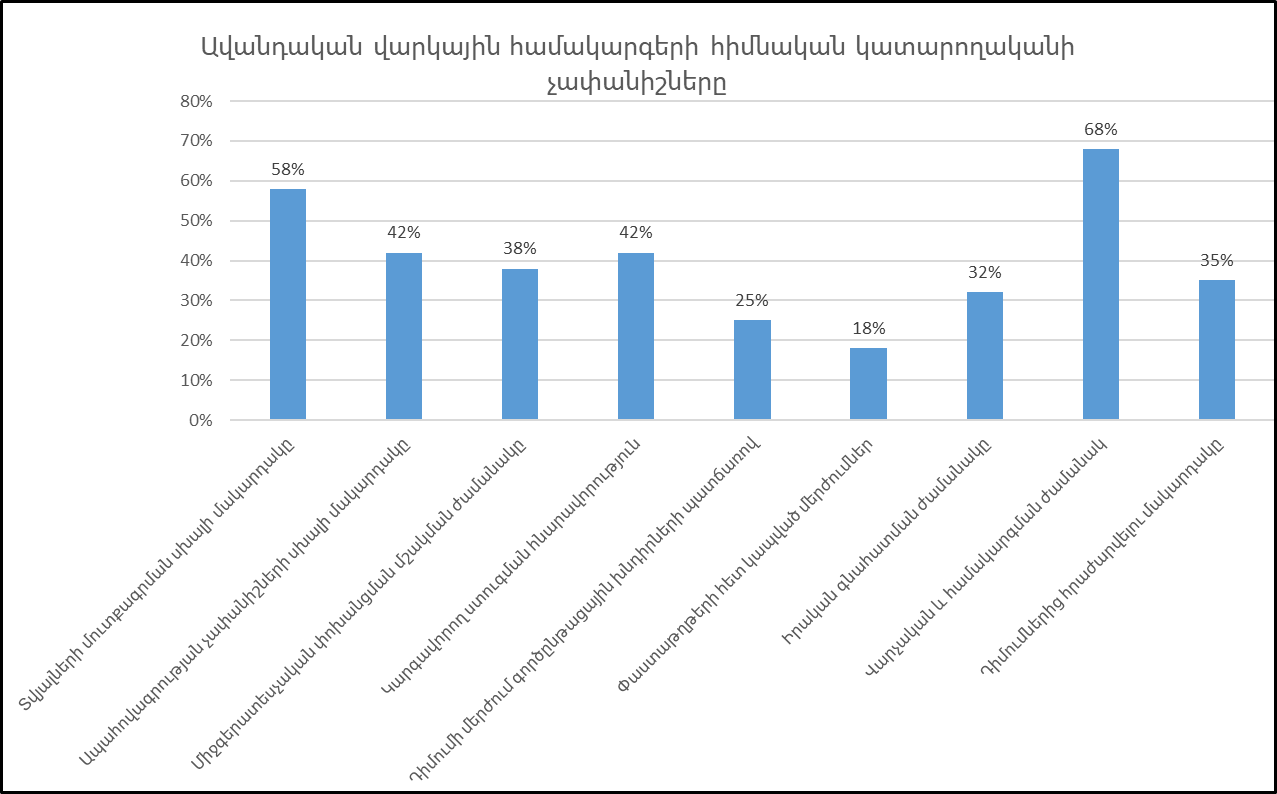 Ավանդական վարկային համակարգերի հիմնական կատարողականի
չափանիշները
80%
70%
60%
50%
40%
30%
20%
10%
0%
58%
42%
38%
42%
25%
18%
32%
68%
35%
Տվյալների մուտքագրման սխալի մակարդակը
Ապահովագրության չափանիշների սխալի մակարդակը
Միջգերատեսչական փոխանցման մշակման ժամանակը
Կարգավորող ստուգման հնարավորություն
Դիմումի մերժում գործընթացային խնդիրների պատճառով
Փաստաթղթերի հետ կապված մերժումներ
Իրական գնահատման ժամանակը
Վարչական և համակարգման ժամանակ
Դիմումներից հրաժարվելու մակարդակը